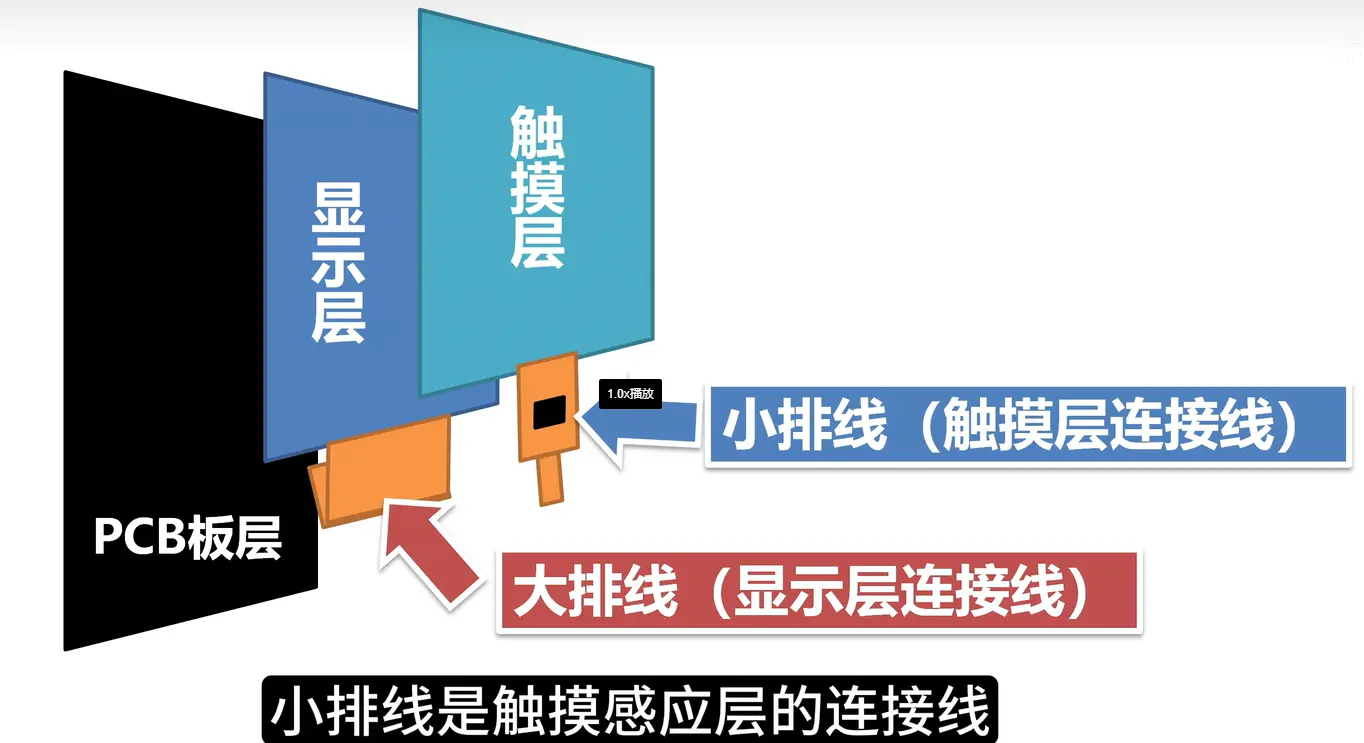 触摸层
显示层
1.0x播放
小排线（触摸层连接线）
PCB板层
大排线（显示层连接线）
小排线是触摸感应层的连接线